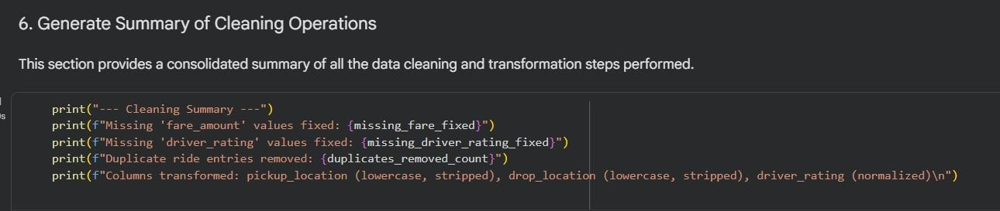 6. Generate Summary of Cleaning Operations
This section provides a consolidated summary of all the data cleaning and transformation steps performed.
print("--- Cleaning Summary ---")
print(f"Missing 'fare_amount' values fixed: {missing_fare_fixed}")
print(f"Missing 'driver_rating' values fixed: {missing_driver_rating_fixed}")
print(f"Duplicate ride entries removed: {duplicates_removed_count}")
print(f"Columns transformed: pickup_location (lowercase, stripped), drop_location (lowercase, stripped), driver_rating (normalized)\n")